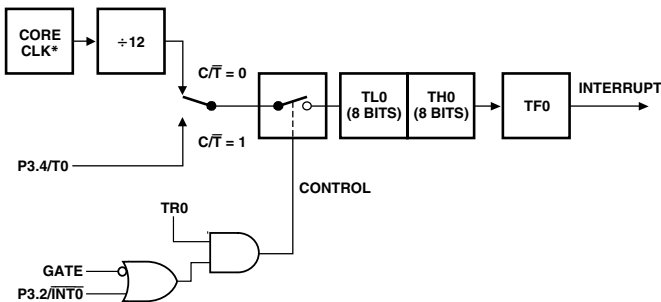 CORE
CLK*
÷12
C/T̅ = 0
C/T̅ = 1
P3.4/T0
TL0
(8 BITS)
TH0
(8 BITS)
TF0
INTERRUPT
CONTROL
TR0
GATE
P3.2/I̅N̅T̅0̅